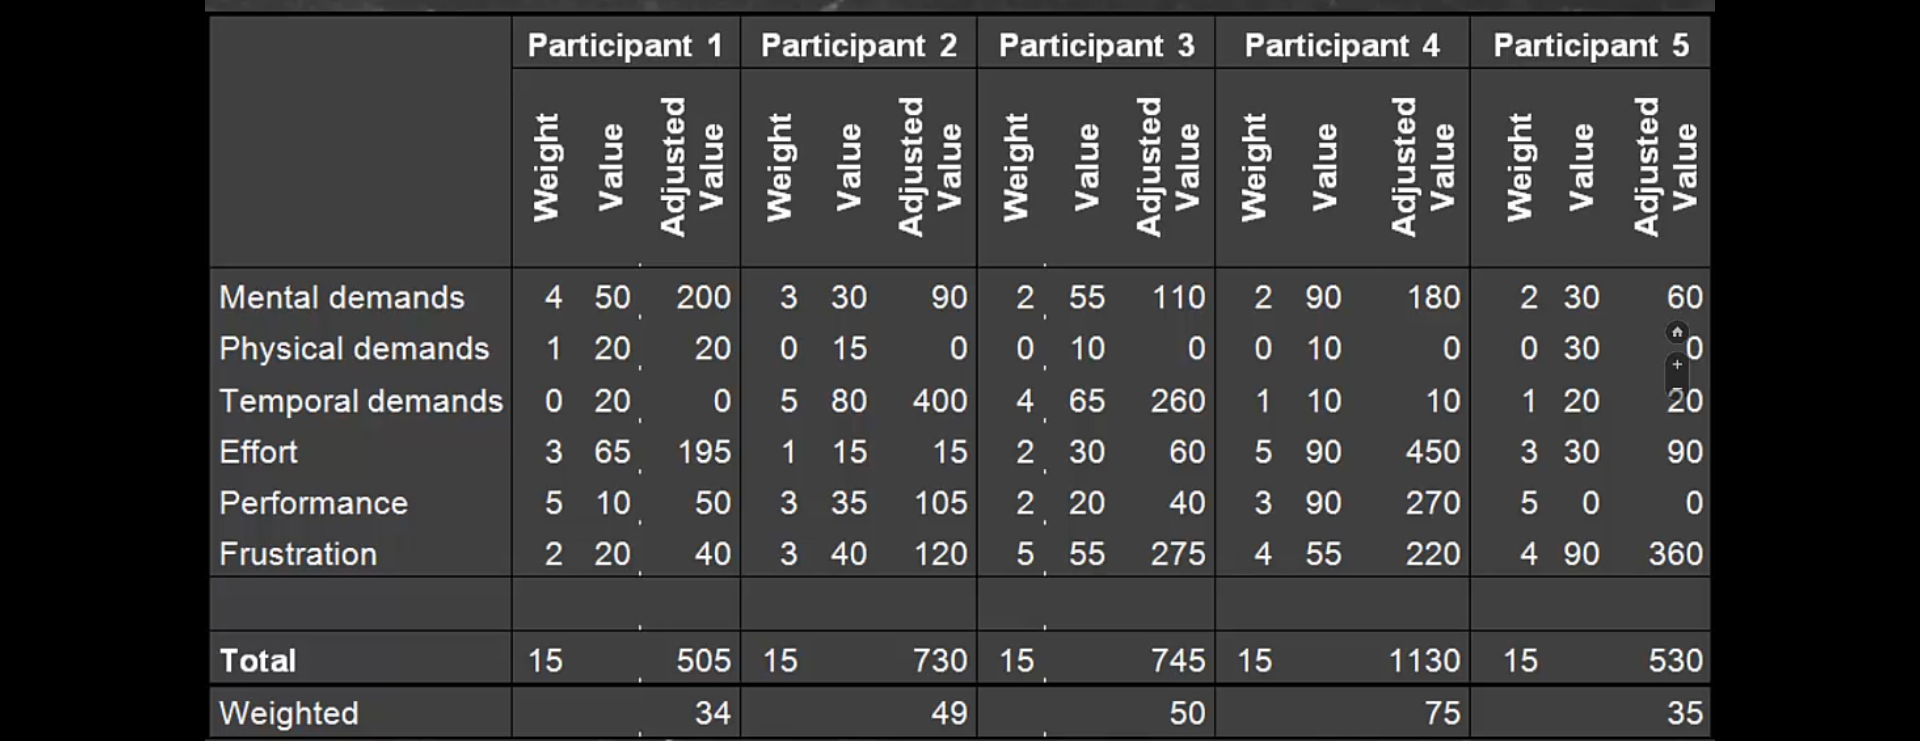 Participant 1 Participant 2 Participant 3 Participant 4 Participant 5
Weight Value Adjusted Value Weight Value Adjusted Value Weight Value Adjusted Value Weight Value Adjusted Value Weight Value Adjusted Value
Mental demands 4 50 200 3 30 90 2 55 110 2 90 180 2 30 60
Physical demands 1 20 20 0 15 0 0 10 0 0 10 0 0 30 0
Temporal demands 0 20 0 5 80 400 4 65 260 1 10 10 1 20 20
Effort 3 65 195 1 15 15 2 30 60 5 90 450 3 30 90
Performance 5 10 50 3 35 105 2 20 40 3 90 270 5 0 0
Frustration 2 20 40 3 40 120 5 55 275 4 55 220 4 90 360
Total 15 505 15 730 15 745 15 1130 15 530
Weighted 34 49 50 75 35